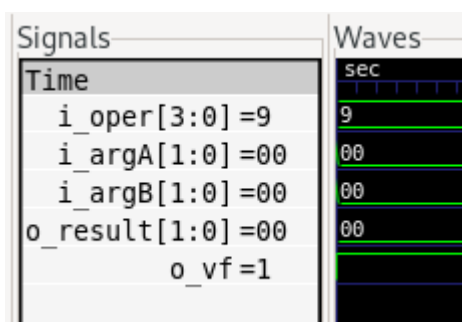 Signals Waves
Time sec
i_oper[3:0]=9 9
i_argA[1:0]=00 00
i_argB[1:0]=00 00
o_result[1:0]=00 00
o_vf=1